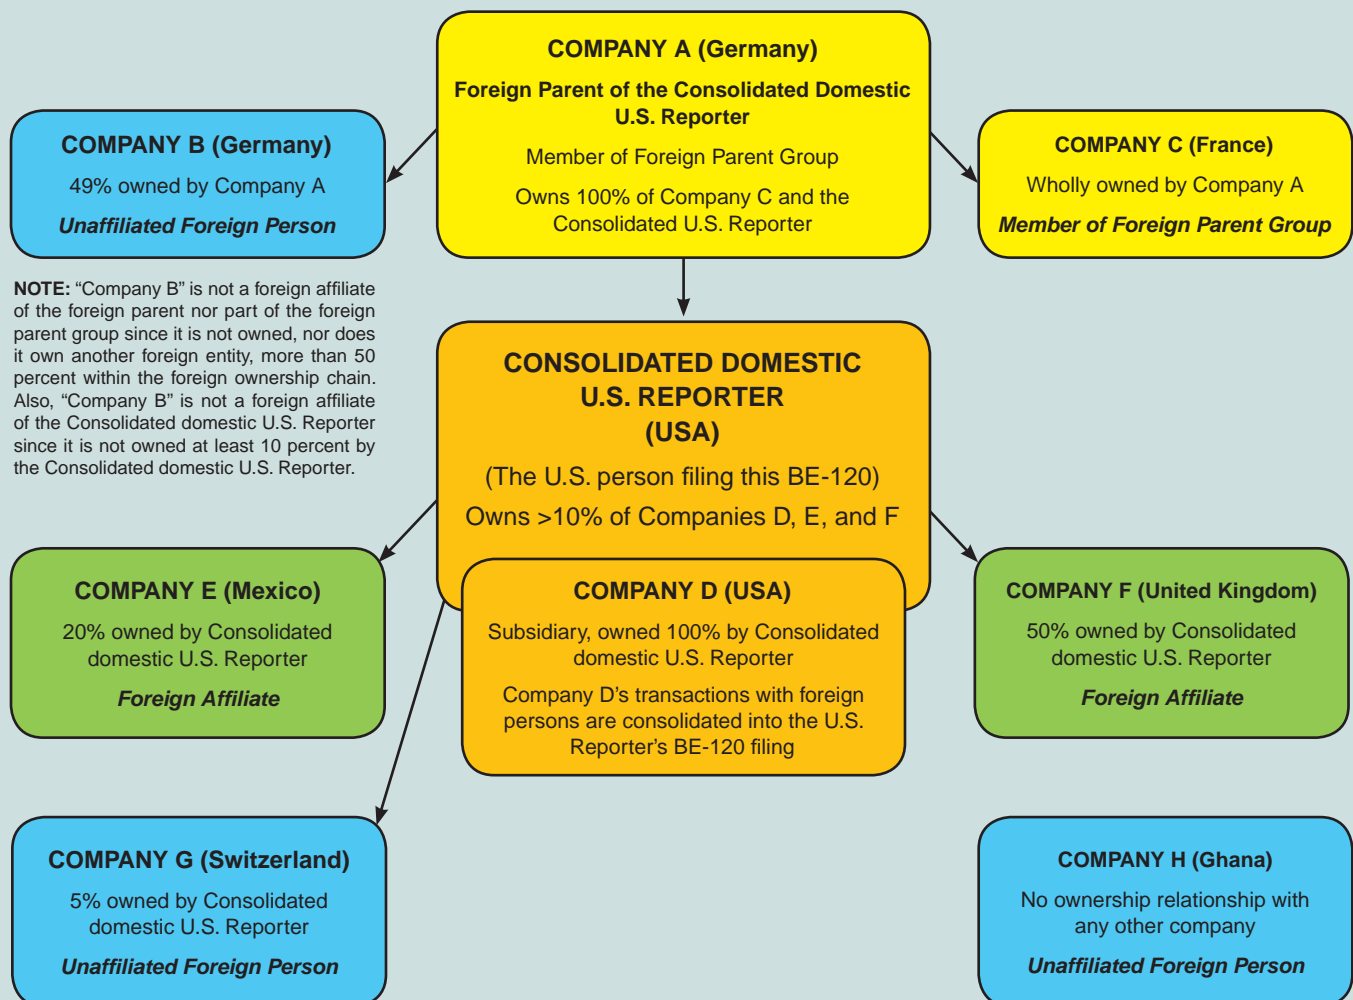 COMPANY A (Germany)
Foreign Parent of the Consolidated Domestic
U.S. Reporter
Member of Foreign Parent Group
Owns 100% of Company C and the
Consolidated U.S. Reporter
COMPANY B (Germany)
49% owned by Company A
Unaffiliated Foreign Person
COMPANY C (France)
Wholly owned by Company A
Member of Foreign Parent Group
NOTE: “Company B” is not a foreign affiliate
of the foreign parent nor part of the foreign
parent group since it is not owned, nor does
it own another foreign entity, more than 50
percent within the foreign ownership chain.
Also, “Company B” is not a foreign affiliate
of the Consolidated domestic U.S. Reporter
since it is not owned at least 10 percent by
the Consolidated domestic U.S. Reporter.
CONSOLIDATED DOMESTIC
U.S. REPORTER
(USA)
(The U.S. person filing this BE-120)
Owns >10% of Companies D, E, and F
COMPANY E (Mexico)
20% owned by Consolidated
domestic U.S. Reporter
Foreign Affiliate
COMPANY D (USA)
Subsidiary, owned 100% by Consolidated
domestic U.S. Reporter
Company D’s transactions with foreign
persons are consolidated into the U.S.
Reporter’s BE-120 filing
COMPANY F (United Kingdom)
50% owned by Consolidated
domestic U.S. Reporter
Foreign Affiliate
COMPANY G (Switzerland)
5% owned by Consolidated
domestic U.S. Reporter
Unaffiliated Foreign Person
COMPANY H (Ghana)
No ownership relationship with
any other company
Unaffiliated Foreign Person